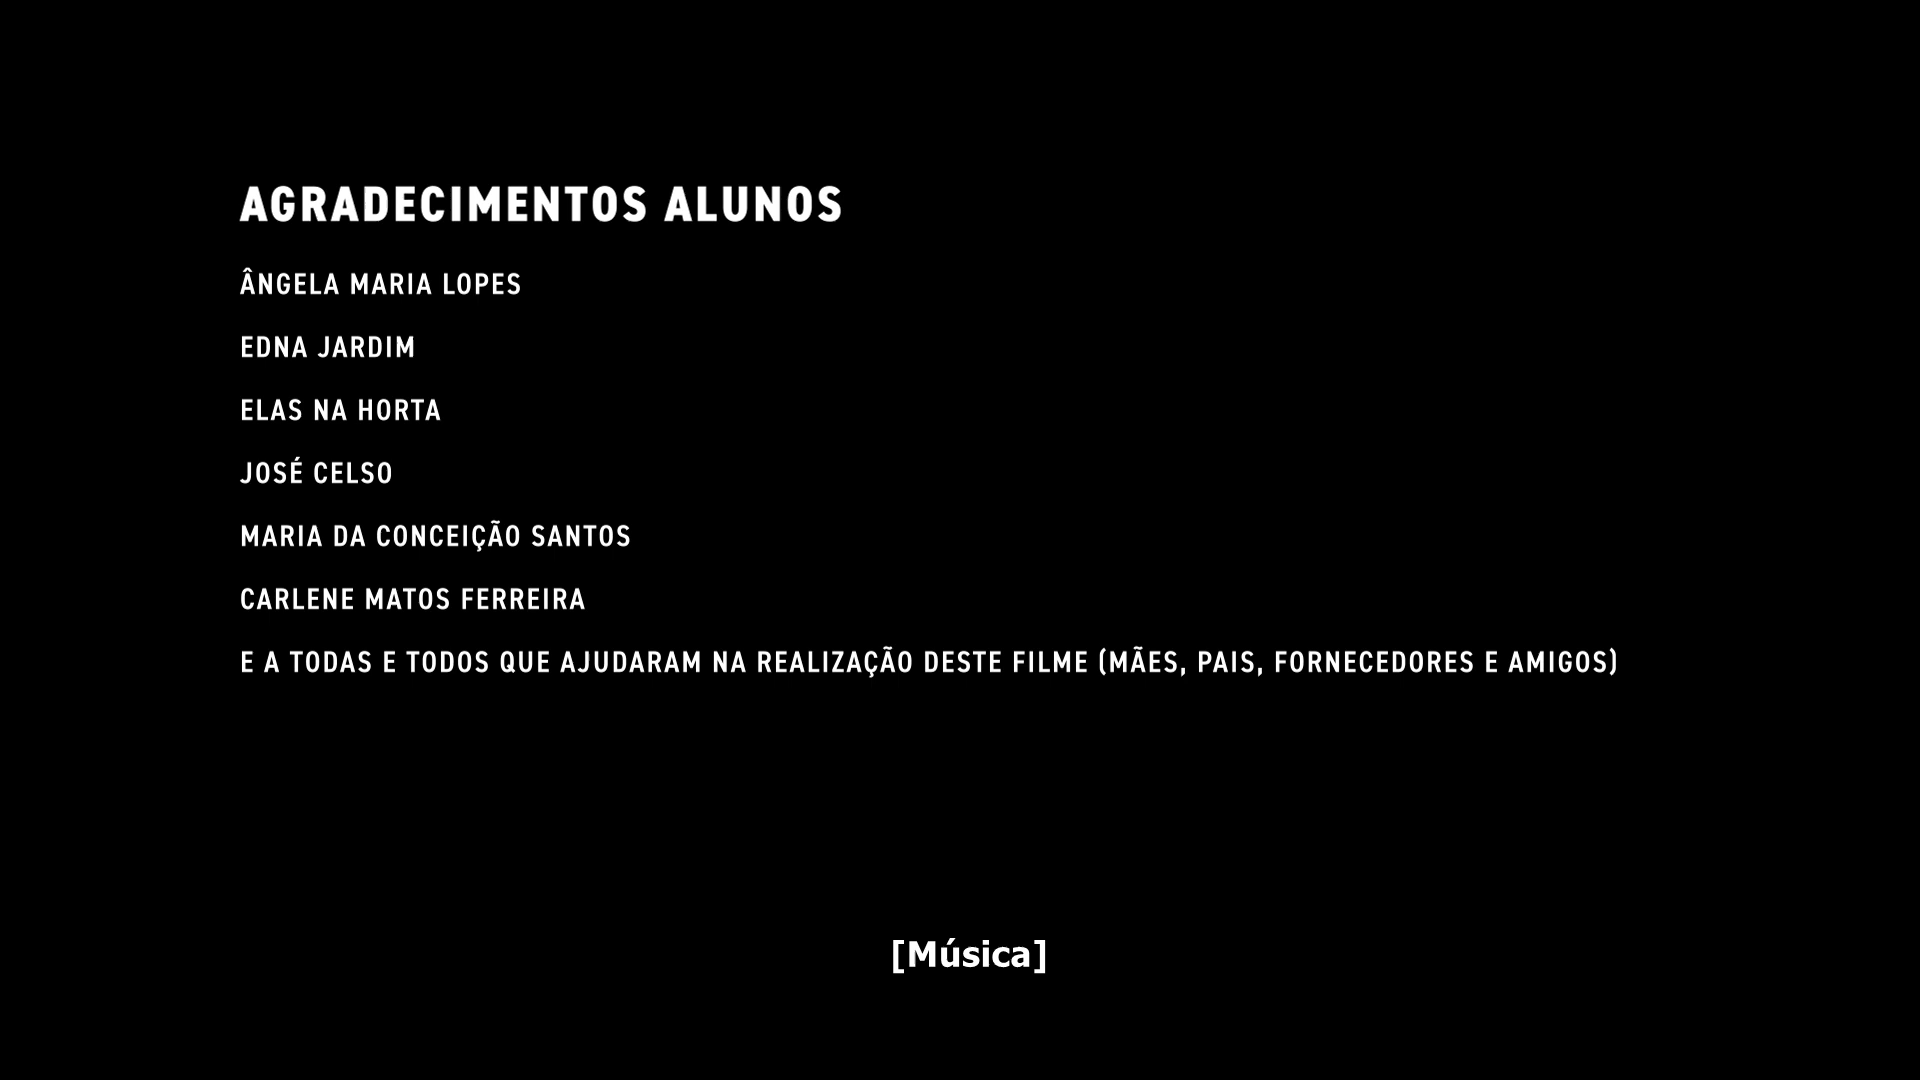 AGRADECIMENTOS ALUNOS
ÂNGELA MARIA LOPES
EDNA JARDIM
ELAS NA HORTA
JOSÉ CELSO
MARIA DA CONCEIÇÃO SANTOS
CARLENE MATOS FERREIRA
E A TODAS E TODOS QUE AJUDARAM NA REALIZAÇÃO DESTE FILME (MÃES, PAIS, FORNECEDORES E AMIGOS)
[Música]